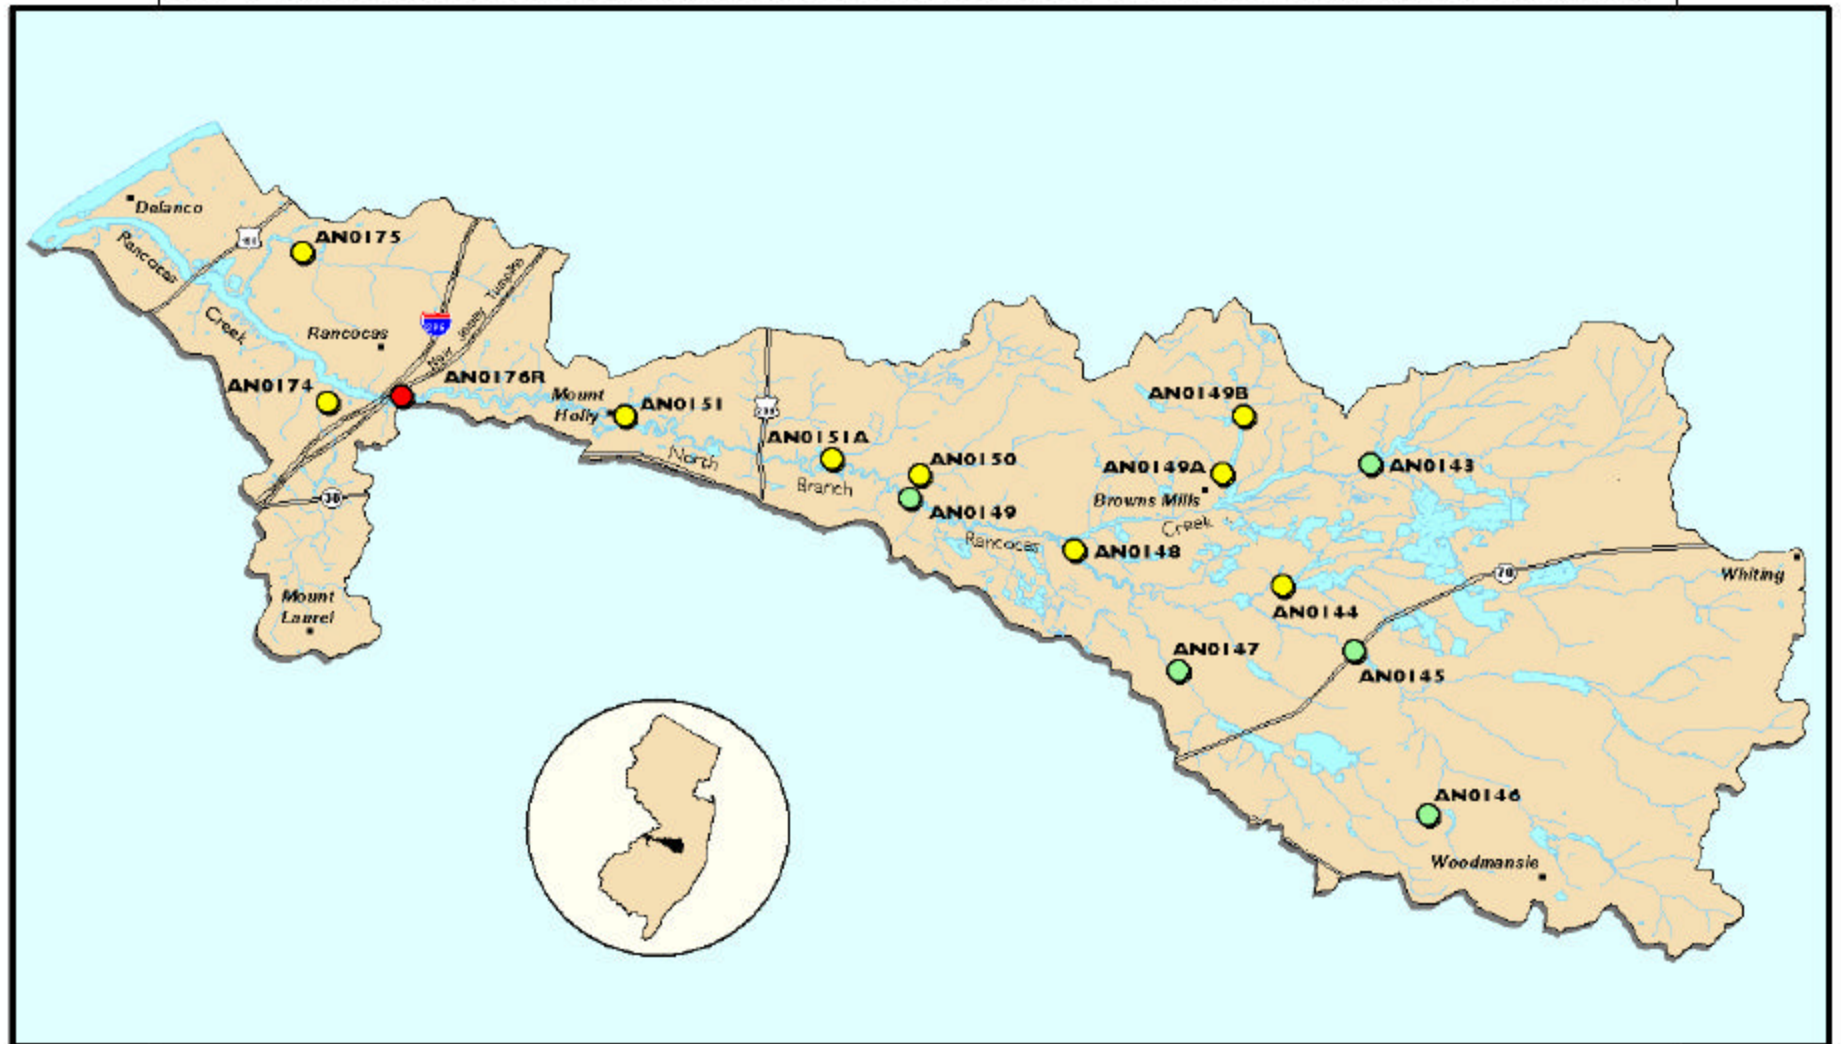 Delanco
AN0175
Rancocas
Creek
Rancocas
New Jersey Turnpike
AN0174
AN0176R
Mount
Holly
AN0151
AN0151A
North
Branch
AN0150
AN0149
Rancocas
Creek
AN0149B
AN0149A
Browns Mills
AN0143
AN0148
AN0144
70
Whiting
AN0147
AN0145
38
Mount
Laurel
AN0146
Woodmansie